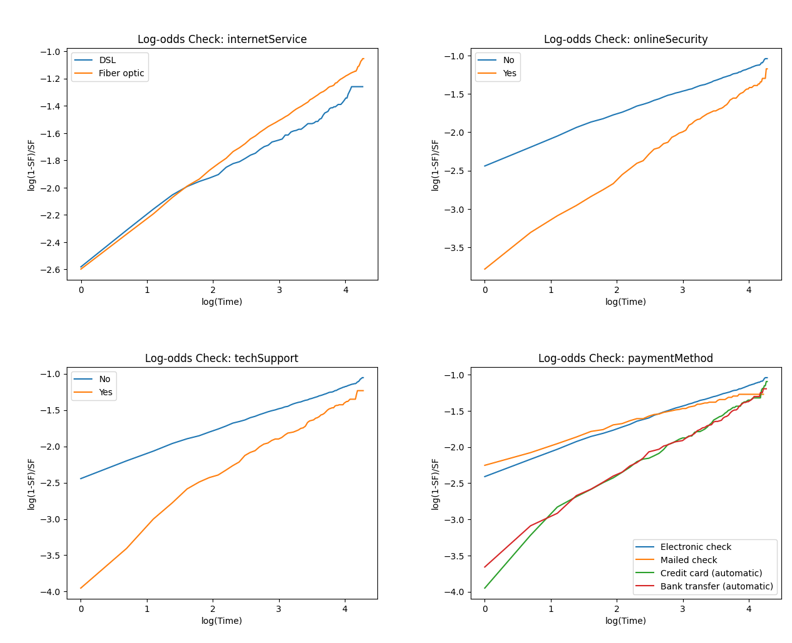 Log-odds Check: internetService
−1.0
−1.2
−1.4
−1.6
−1.8
−2.0
−2.2
−2.4
−2.6
log(1-SF)/SF
DSL
Fiber optic
0 1 2 3 4
log(Time)
Log-odds Check: onlineSecurity
−1.0
−1.5
−2.0
−2.5
−3.0
−3.5
log(1-SF)/SF
No
Yes
0 1 2 3 4
log(Time)
Log-odds Check: techSupport
−1.0
−1.5
−2.0
−2.5
−3.0
−3.5
−4.0
log(1-SF)/SF
No
Yes
0 1 2 3 4
log(Time)
Log-odds Check: paymentMethod
−1.0
−1.5
−2.0
−2.5
−3.0
−3.5
−4.0
log(1-SF)/SF
Electronic check
Mailed check
Credit card (automatic)
Bank transfer (automatic)
0 1 2 3 4
log(Time)